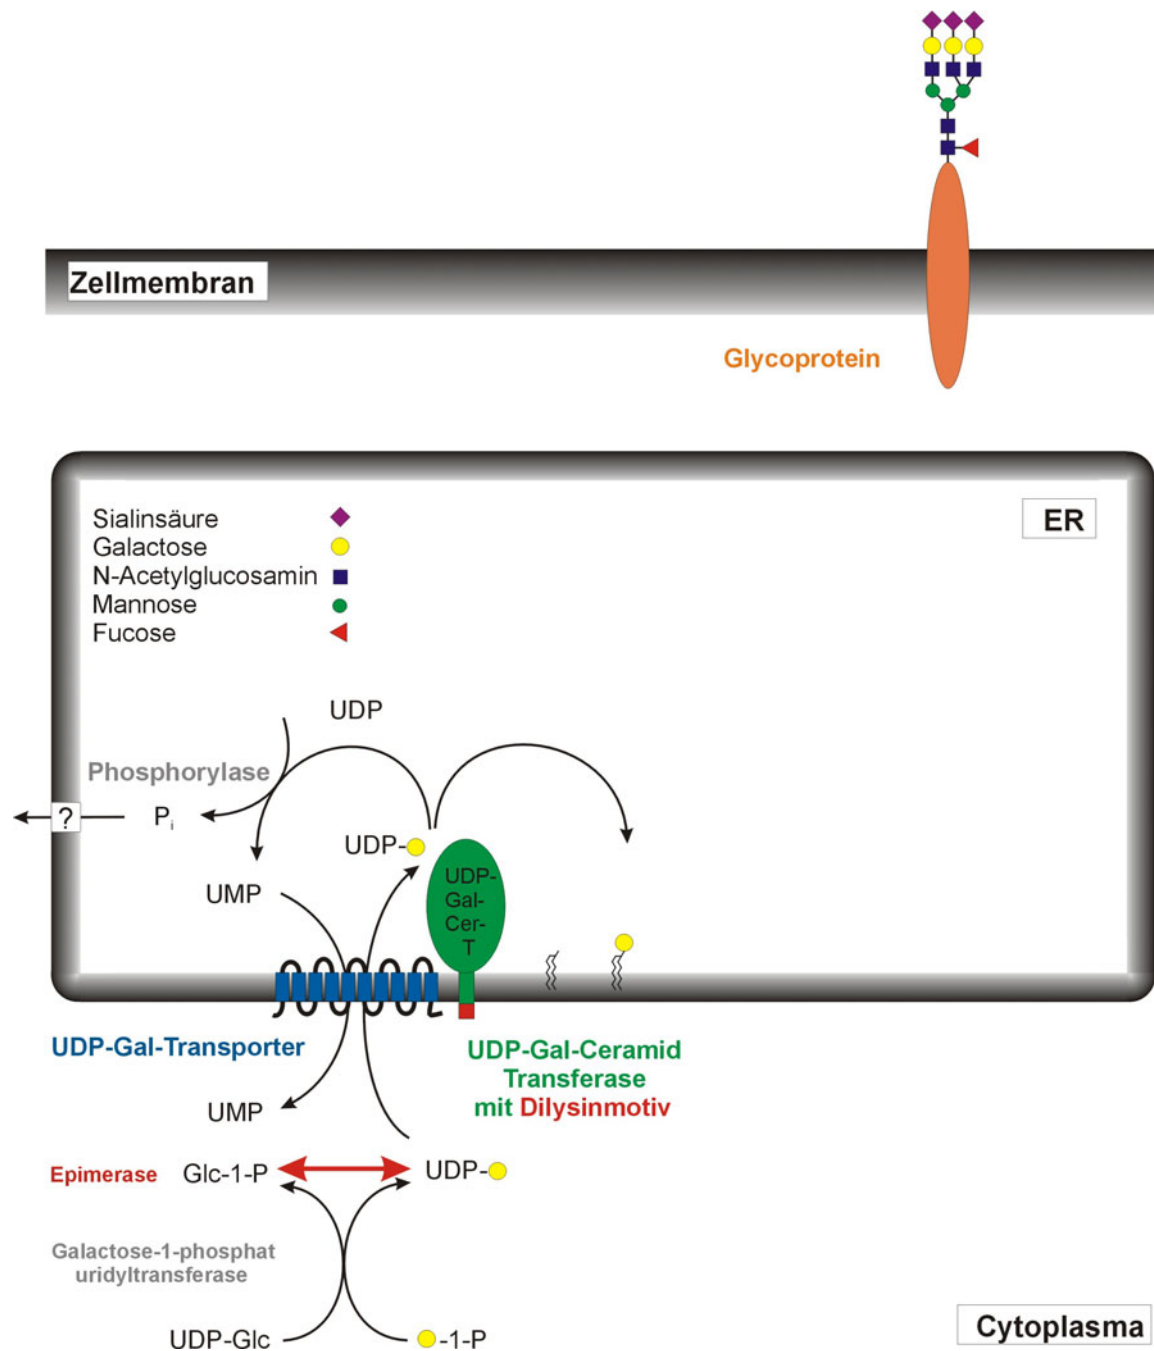 Zellmembran
Glycoprotein
ER
Sialinsäure
Galactose
N-Acetylglucosamin
Mannose
Fucose
UDP
Phosphorylase
?
Pi
UDP-
UMP
UDP-
Gal-
Cer-
T
UDP-Gal-Transporter
UDP-Gal-Ceramid
Transferase
mit Dilysinmotiv
UMP
Epimerase
Glc-1-P
UDP-
Galactose-1-phosphat
uridyltransferase
UDP-Glc
-1-P
Cytoplasma